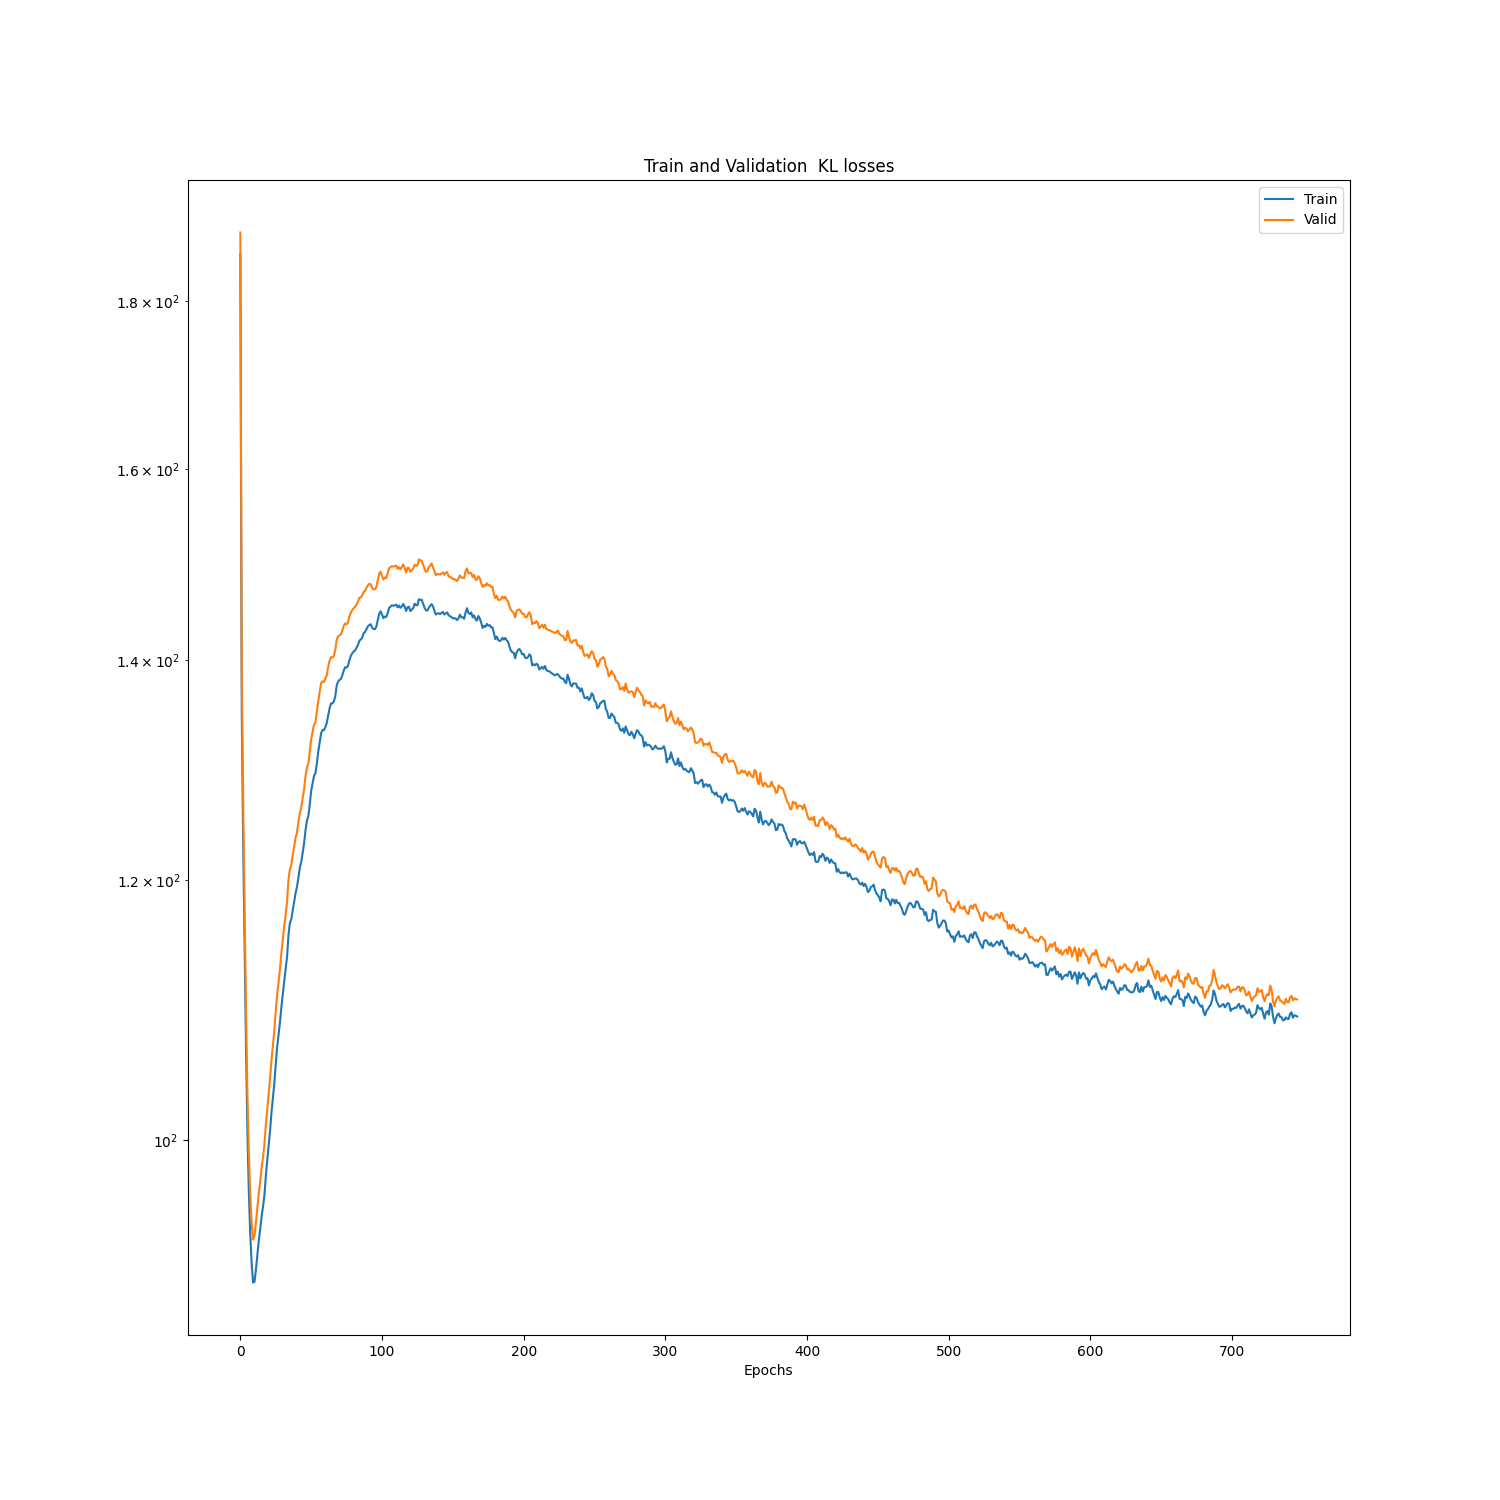 Train and Validation  KL losses
Train
Valid
1.8 × 10²
1.6 × 10²
1.4 × 10²
1.2 × 10²
10²
0 100 200 300 400 500 600 700
Epochs